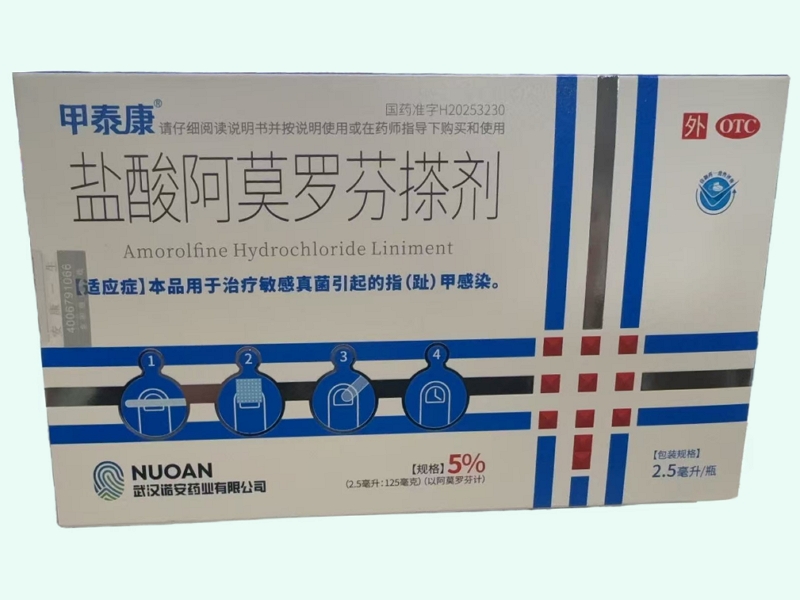 甲泰康®
国药准字H20253230
请仔细阅读说明书并按说明使用或在药师指导下购买和使用
外
OTC
盐酸阿莫罗芬搽剂
Amorolfine Hydrochloride Liniment
【适应症】本品用于治疗敏感真菌引起的指（趾）甲感染。
4006791066
1
2
3
4
NUOAN
武汉诺安药业有限公司
【规格】5%
(2.5毫升:125毫克)(以阿莫罗芬计)
【包装规格】
2.5毫升/瓶